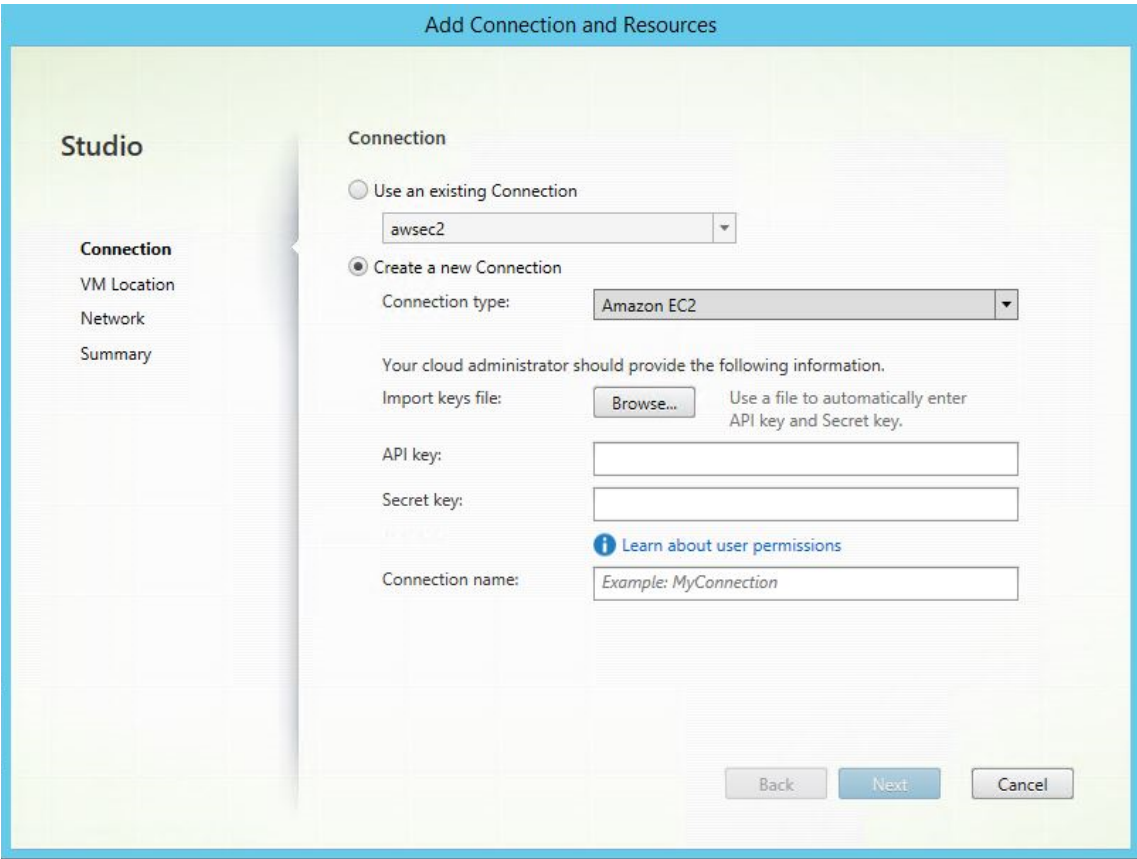 Add Connection and Resources
Studio
Connection
VM Location
Network
Summary
Connection
Use an existing Connection
awsec2
Create a new Connection
Connection type:
Amazon EC2
Your cloud administrator should provide the following information.
Import keys file:
Browse...
Use a file to automatically enter
API key and Secret key.
API key:
Secret key:
Learn about user permissions
Connection name:
Example: MyConnection
Back
Next
Cancel